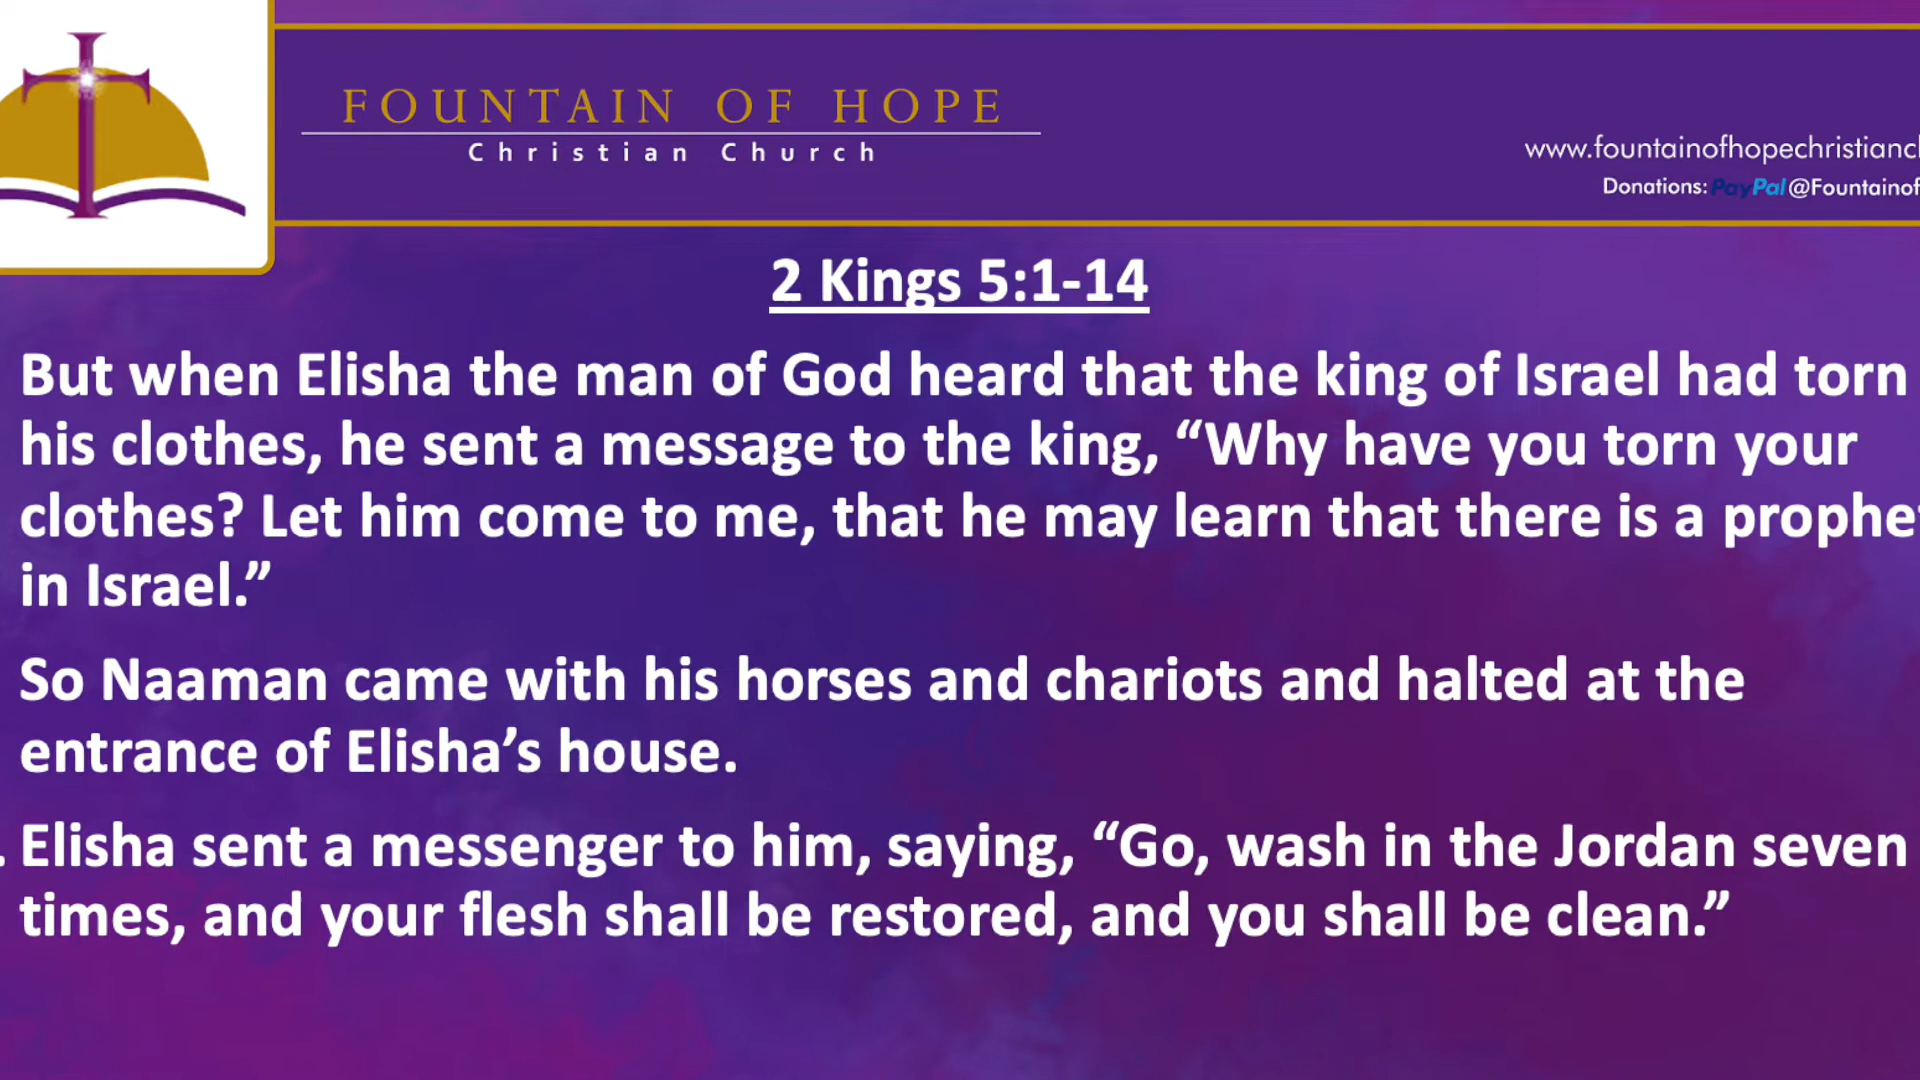 FOUNTAIN OF HOPE
Christian Church
www.fountainofhopechristianc
Donations: PayPal@Fountainof
2 Kings 5:1-14
But when Elisha the man of God heard that the king of Israel had torn
his clothes, he sent a message to the king, “Why have you torn your
clothes? Let him come to me, that he may learn that there is a prophet
in Israel.”
So Naaman came with his horses and chariots and halted at the
entrance of Elisha’s house.
. Elisha sent a messenger to him, saying, “Go, wash in the Jordan seven
times, and your flesh shall be restored, and you shall be clean.”